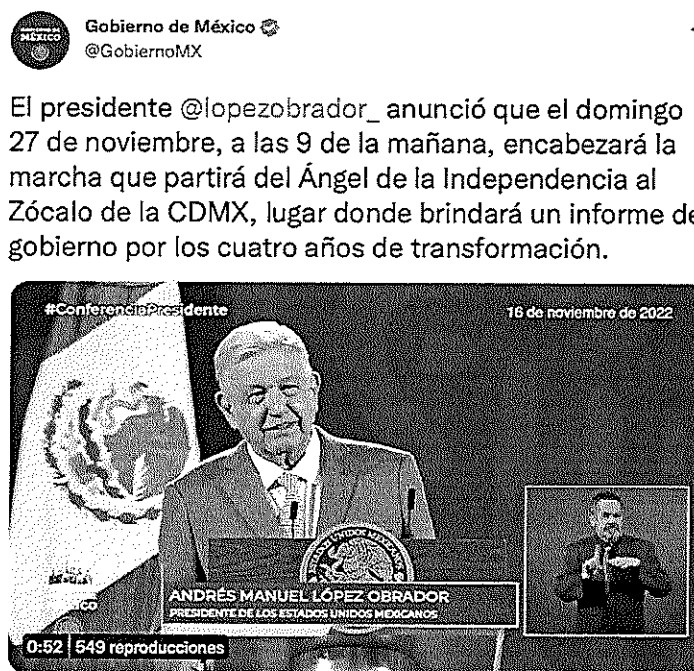 Gobierno de México
@GobiernoMX
El presidente @lopezobrador_ anunció que el domingo
27 de noviembre, a las 9 de la mañana, encabezará la
marcha que partirá del Ángel de la Independencia al
Zócalo de la CDMX, lugar donde brindará un informe de
gobierno por los cuatro años de transformación.
#ConferenciaPresidente
16 de noviembre de 2022
ANDRÉS MANUEL LÓPEZ OBRADOR
PRESIDENTE DE LOS ESTADOS UNIDOS MEXICANOS
0:52 549 reproducciones